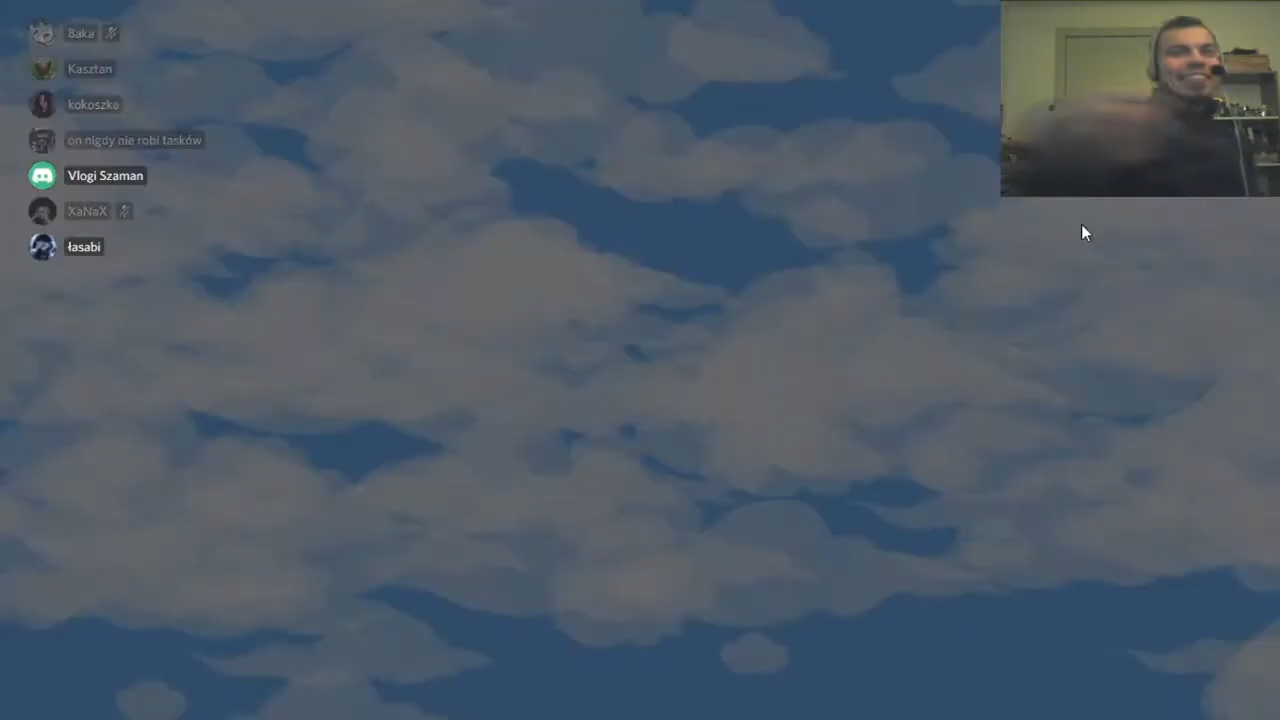 Baka
Kasztan
kokoszka
on nigdy nie robi tasków
Vlogi Szaman
XaNaX
łasabi